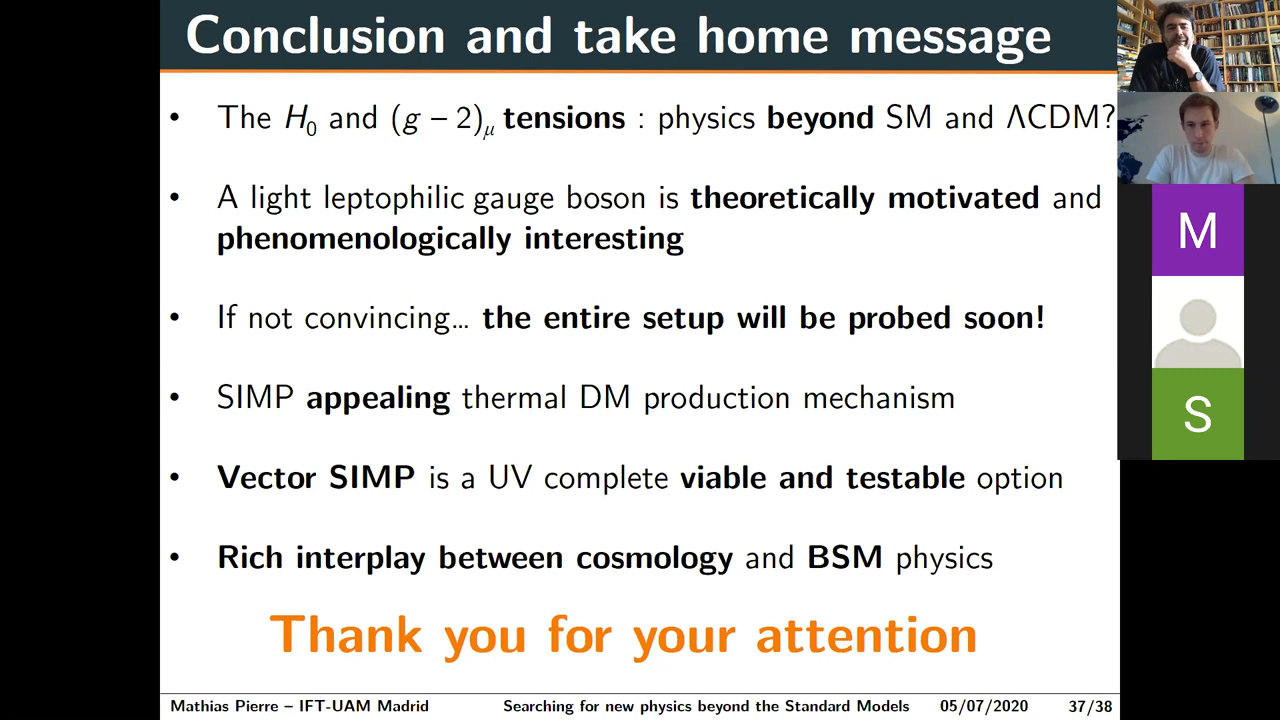 Conclusion and take home message
• The H₀ and (g − 2)μ tensions : physics beyond SM and ΛCDM?
• A light leptophilic gauge boson is theoretically motivated and
phenomenologically interesting
• If not convincing... the entire setup will be probed soon!
• SIMP appealing thermal DM production mechanism
• Vector SIMP is a UV complete viable and testable option
• Rich interplay between cosmology and BSM physics
Thank you for your attention
Mathias Pierre – IFT-UAM Madrid Searching for new physics beyond the Standard Models 05/07/2020 37/38
M
S